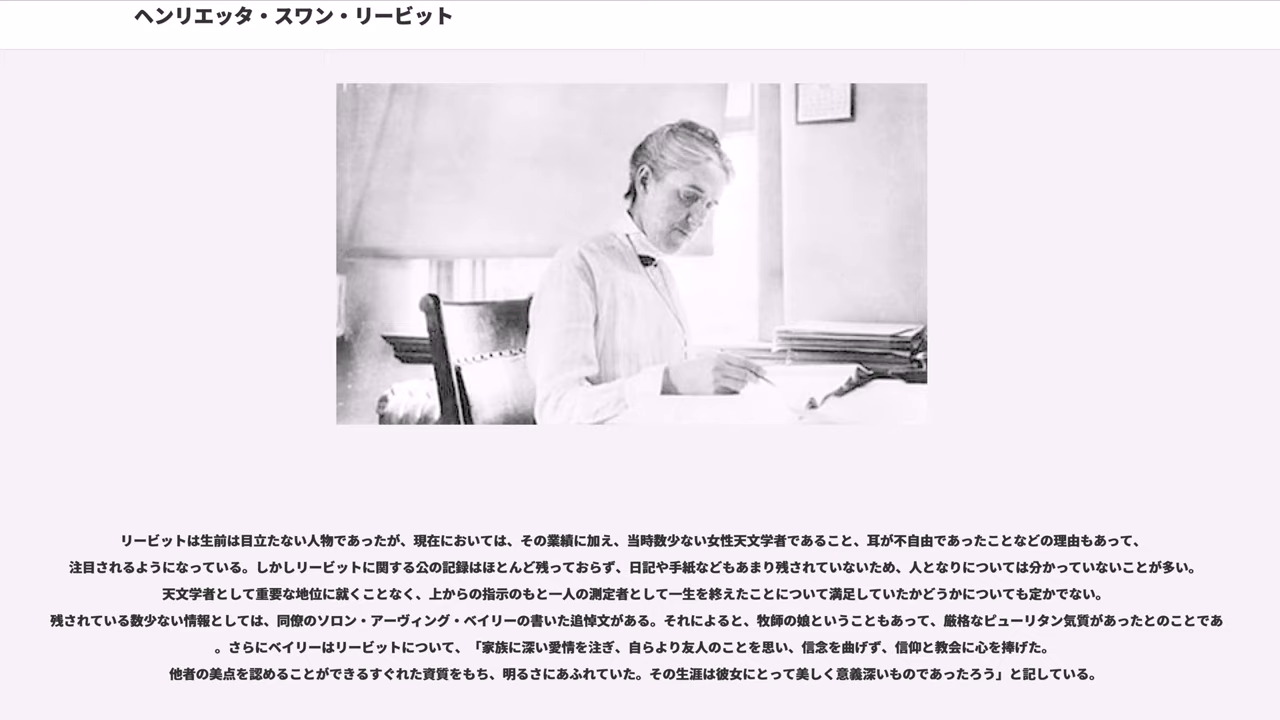 ヘンリエッタ・スワン・リービット
リービットは生前は目立たない人物であったが、現在においては、その業績に加え、当時数少ない女性天文学者であること、耳が不自由であったことなどの理由もあって、
注目されるようになっている。しかしリービットに関する公の記録はほとんど残っておらず、日記や手紙などもあまり残されていないため、人となりについては分かっていないことが多い。
天文学者として重要な地位に就くことなく、上からの指示のもと一人の測定者として一生を終えたことについて満足していたかどうかについても定かでない。
残されている数少ない情報としては、同僚のソロン・アーヴィング・ベイリーの書いた追悼文がある。それによると、牧師の娘ということもあって、厳格なピューリタン気質があったとのことであ
。さらにベイリーはリービットについて、「家族に深い愛情を注ぎ、自らより友人のことを思い、信念を曲げず、信仰と教会に心を捧げた。
他者の美点を認めることができるすぐれた資質をもち、明るさにあふれていた。その生涯は彼女にとって美しく意義深いものであったろう」と記している。